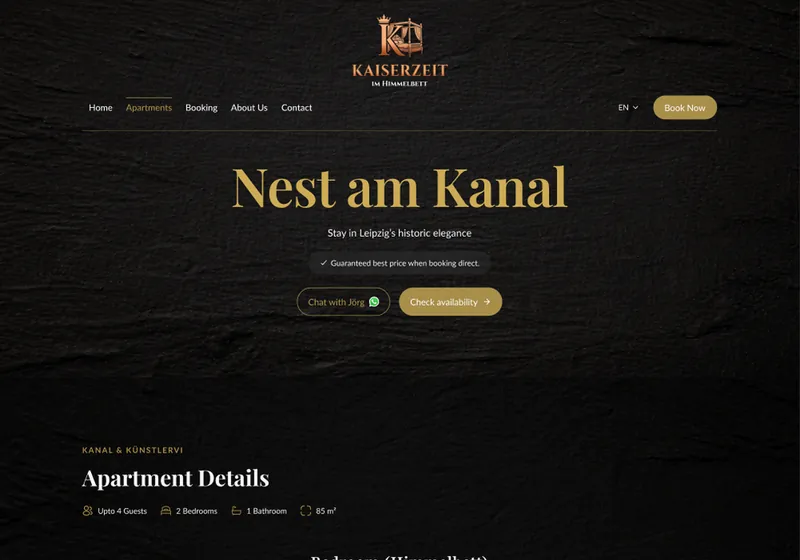 KAISERZEIT
IM HIMMELBETT
Home Apartments Booking About Us Contact EN Book Now
Nest am Kanal
Stay in Leipzig's historic elegance
Guaranteed best price when booking direct.
Chat with Jörg Check availability
KANAL & KÜNSTLERVI
Apartment Details
Upto 4 Guests 2 Bedrooms 1 Bathroom 85 m²
Bedroom (Himmelbett)